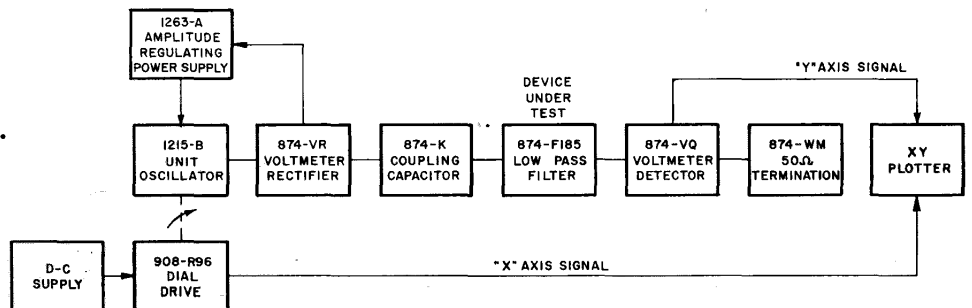 1263-A
AMPLITUDE
REGULATING
POWER SUPPLY
"Y" AXIS SIGNAL
DEVICE
UNDER
TEST
1215-B
UNIT
OSCILLATOR
874-VR
VOLTMETER
RECTIFIER
874-K
COUPLING
CAPACITOR
874-F185
LOW PASS
FILTER
874-VQ
VOLTMETER
DETECTOR
874-WM
50Ω
TERMINATION
XY
PLOTTER
D-C
SUPPLY
908-R96
DIAL
DRIVE
"X" AXIS SIGNAL